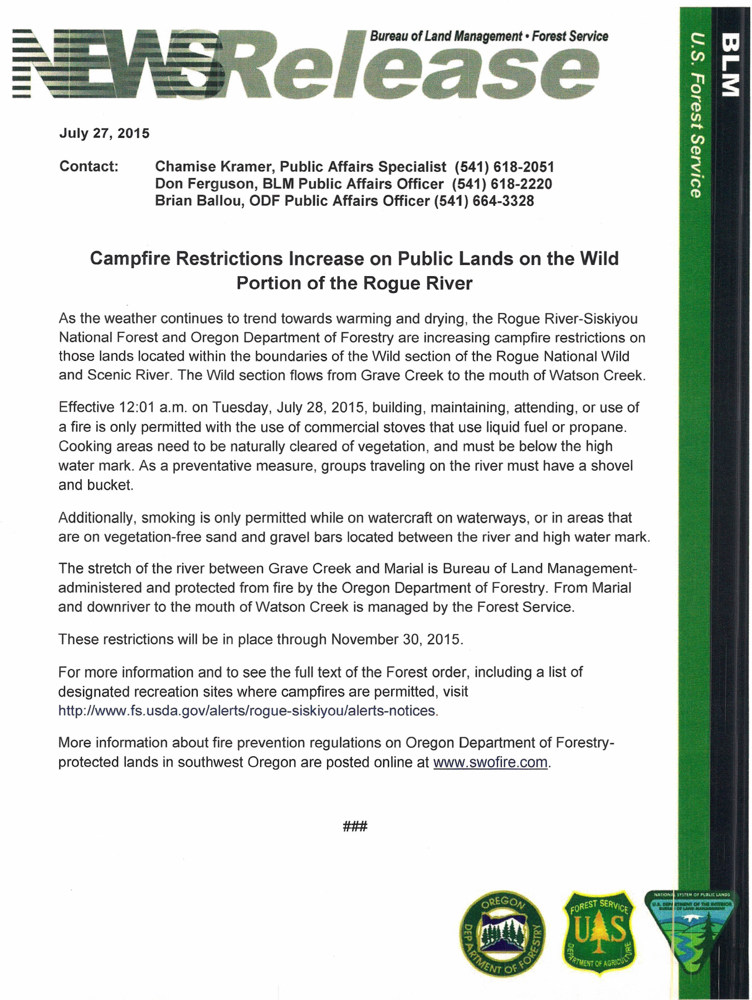 Bureau of Land Management • Forest Service
NEWSRelease
BLM
U.S. Forest Service
July 27, 2015
Contact: Chamise Kramer, Public Affairs Specialist (541) 618-2051
Don Ferguson, BLM Public Affairs Officer (541) 618-2220
Brian Ballou, ODF Public Affairs Officer (541) 664-3328
Campfire Restrictions Increase on Public Lands on the Wild
Portion of the Rogue River
As the weather continues to trend towards warming and drying, the Rogue River-Siskiyou
National Forest and Oregon Department of Forestry are increasing campfire restrictions on
those lands located within the boundaries of the Wild section of the Rogue National Wild
and Scenic River. The Wild section flows from Grave Creek to the mouth of Watson Creek.
Effective 12:01 a.m. on Tuesday, July 28, 2015, building, maintaining, attending, or use of
a fire is only permitted with the use of commercial stoves that use liquid fuel or propane.
Cooking areas need to be naturally cleared of vegetation, and must be below the high
water mark. As a preventative measure, groups traveling on the river must have a shovel
and bucket.
Additionally, smoking is only permitted while on watercraft on waterways, or in areas that
are on vegetation-free sand and gravel bars located between the river and high water mark.
The stretch of the river between Grave Creek and Marial is Bureau of Land Management-
administered and protected from fire by the Oregon Department of Forestry. From Marial
and downriver to the mouth of Watson Creek is managed by the Forest Service.
These restrictions will be in place through November 30, 2015.
For more information and to see the full text of the Forest order, including a list of
designated recreation sites where campfires are permitted, visit
http://www.fs.usda.gov/alerts/rogue-siskiyou/alerts-notices.
More information about fire prevention regulations on Oregon Department of Forestry-
protected lands in southwest Oregon are posted online at www.swofire.com.
###
OREGON
DEPARTMENT OF FORESTRY
FOREST SERVICE
UAS
DEPARTMENT OF AGRICULTURE
NATIONAL SYSTEM OF PUBLIC LANDS
U.S. DEPARTMENT OF THE INTERIOR
BUREAU OF LAND MANAGEMENT